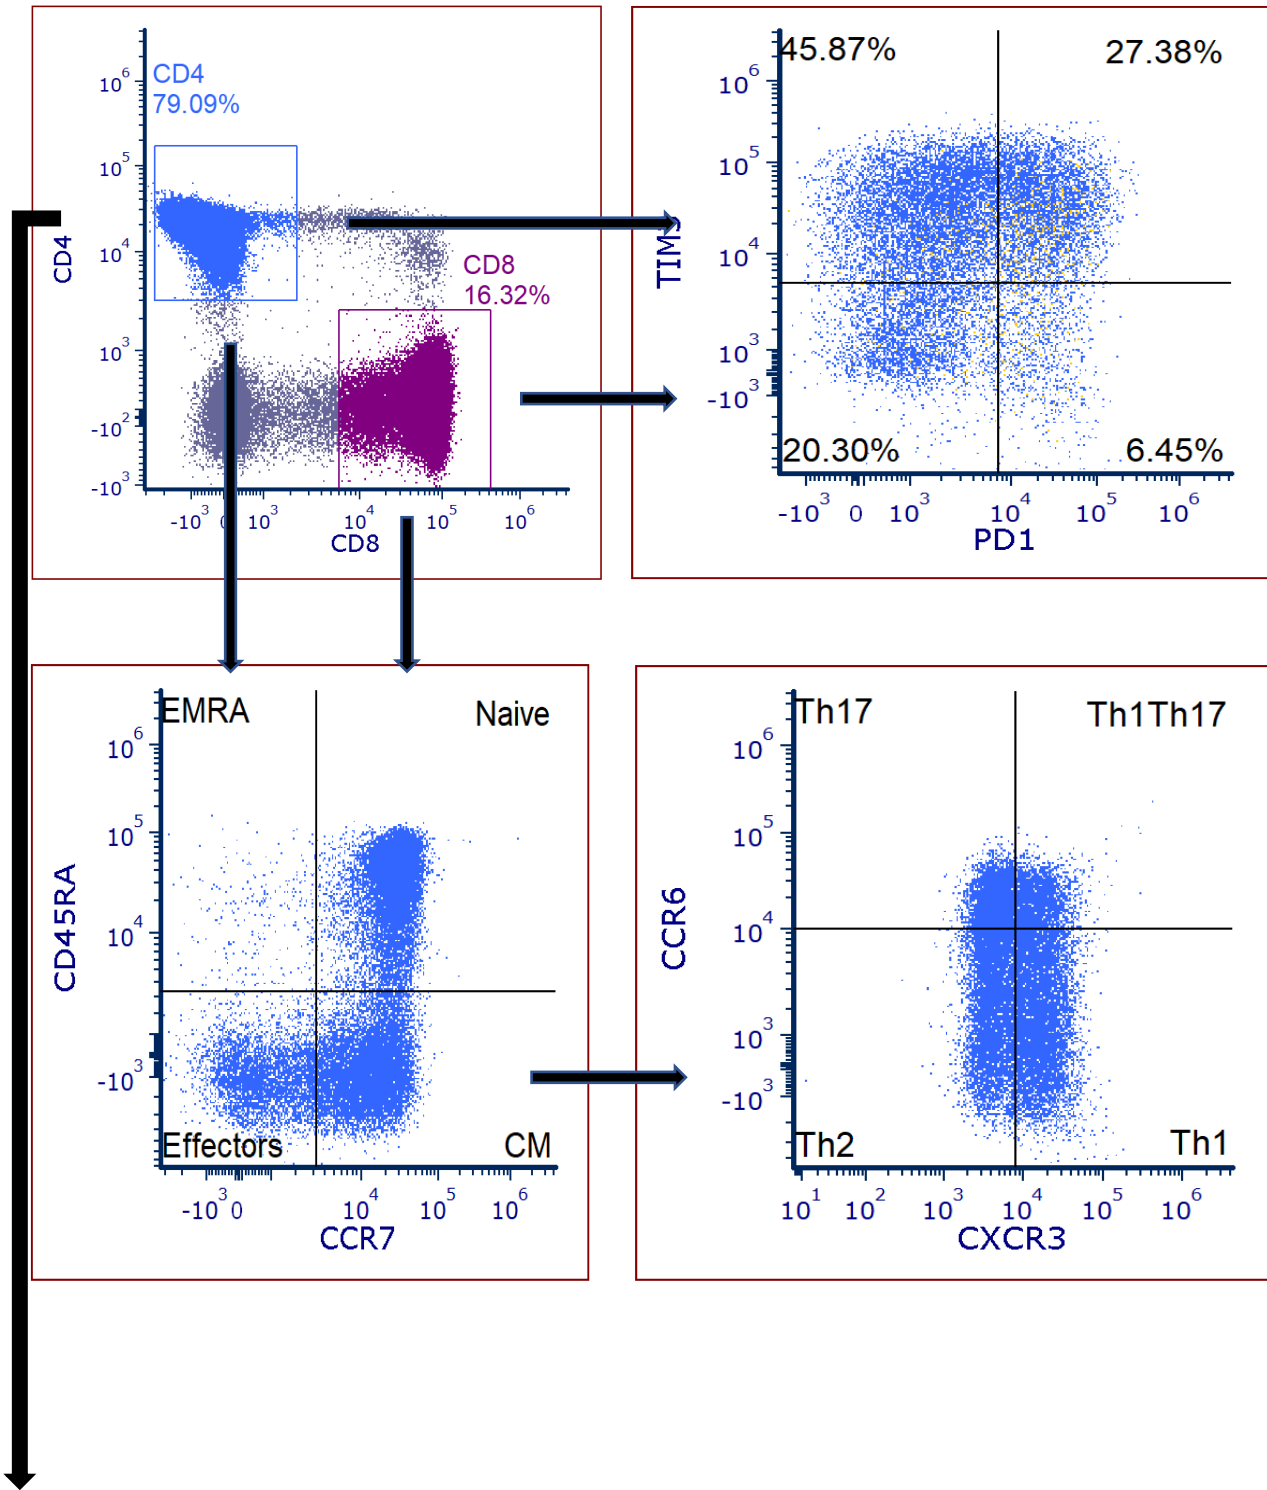 45.87%
27.38%
CD4
79.09%
10^6
10^5
10^4
10^3
-10^2
-10^3
CD4
CD8
16.32%
-10^3 0 10^3 10^4 10^5 10^6
CD8
10^6
10^5
10^4
10^3
-10^3
TIM3
20.30%
6.45%
-10^3 0 10^3 10^4 10^5 10^6
PD1
EMRA
Naive
10^6
10^5
10^4
-10^3
CD45RA
Effectors
CM
-10^3 0 10^4 10^5 10^6
CCR7
Th17
Th1Th17
10^6
10^5
10^4
10^3
-10^3
CCR6
Th2
Th1
10^1 10^2 10^3 10^4 10^5 10^6
CXCR3